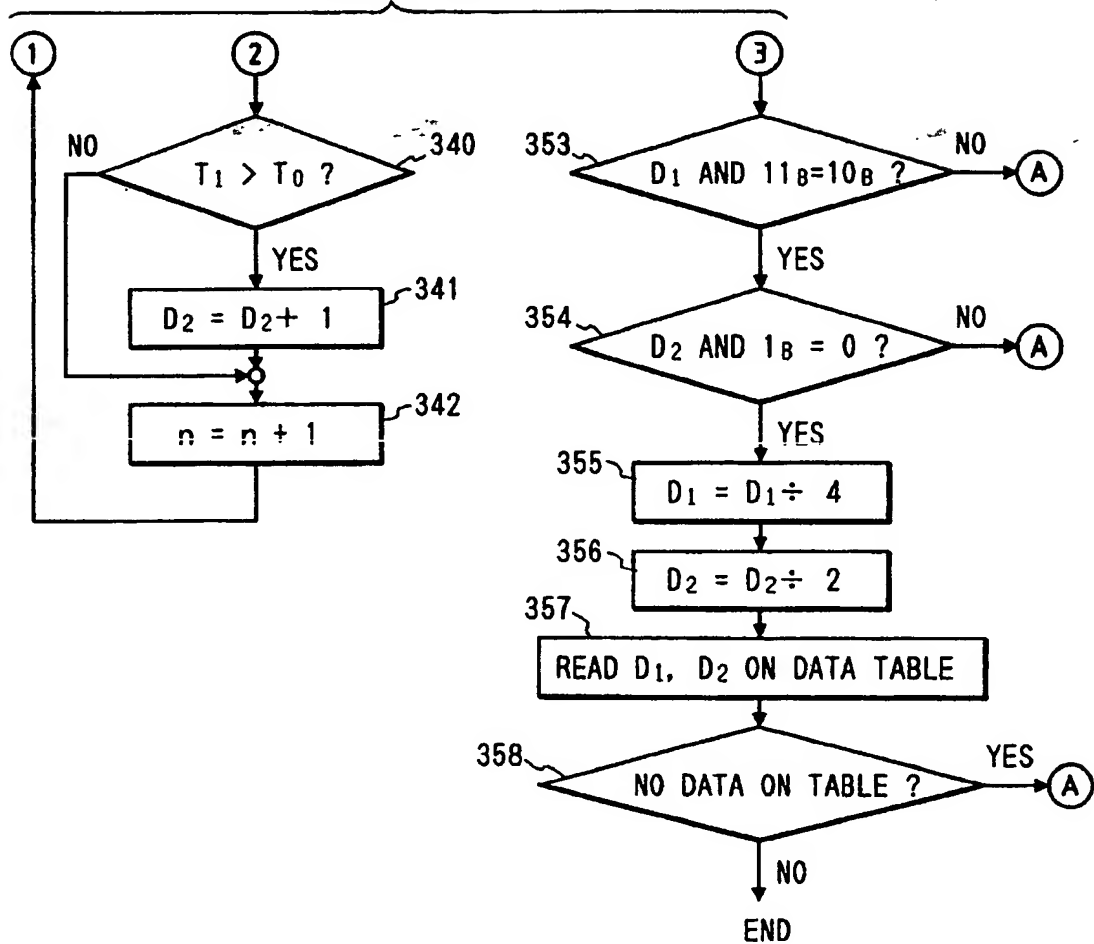 1
2
3
NO
T1 > T0 ?
340
YES
D2 = D2 + 1
341
n = n + 1
342
353
D1 AND 11B=10B ?
NO
A
YES
354
D2 AND 1B = 0 ?
NO
A
YES
355
D1 = D1 ÷ 4
356
D2 = D2 ÷ 2
357
READ D1, D2 ON DATA TABLE
358
NO DATA ON TABLE ?
YES
A
NO
END